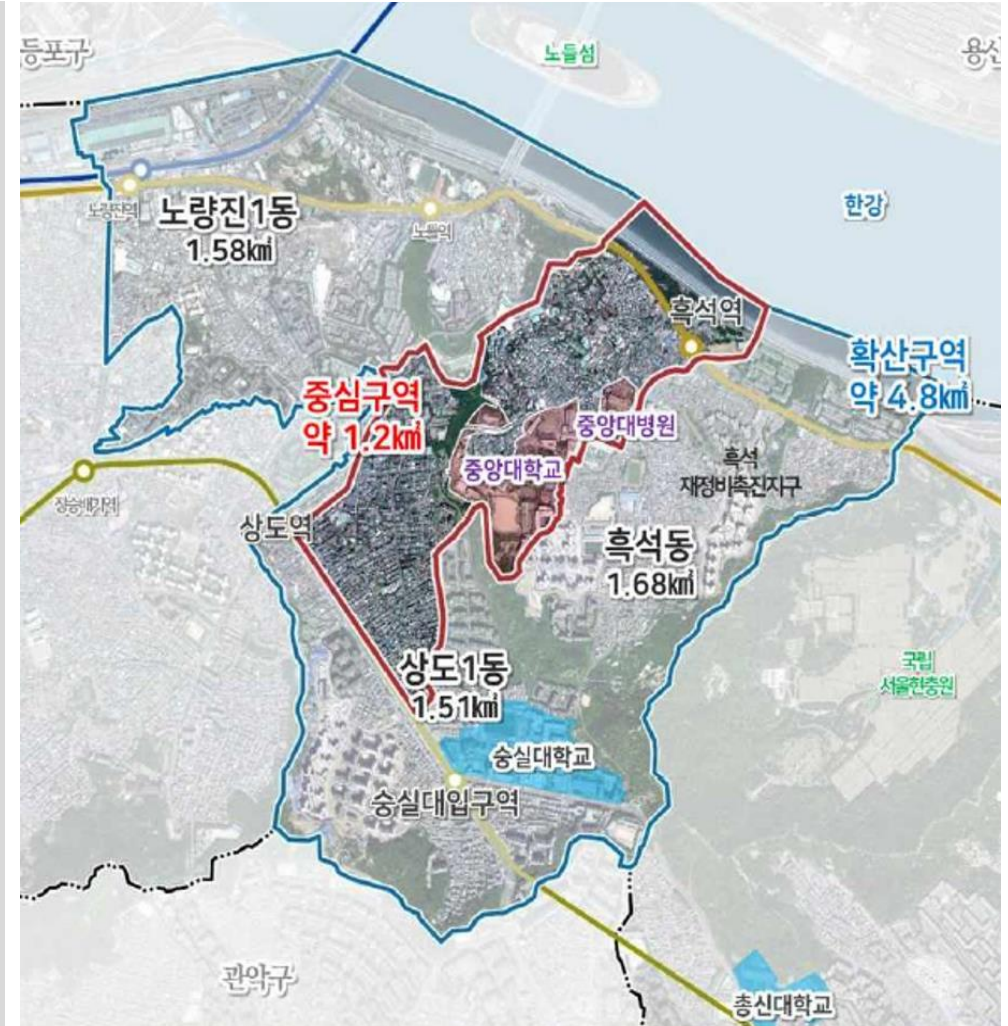 등포구
노들섬
용산
한강
노량진역
노량진1동
1.58㎢
노들역
흑석역
확산구역
약 4.8㎢
중심구역
약 1.2㎢
중앙대병원
중앙대학교
흑석
재정비촉진지구
장승배기역
상도역
흑석동
1.68㎢
상도1동
1.51㎢
국립
서울현충원
숭실대학교
숭실대입구역
관악구
총신대학교